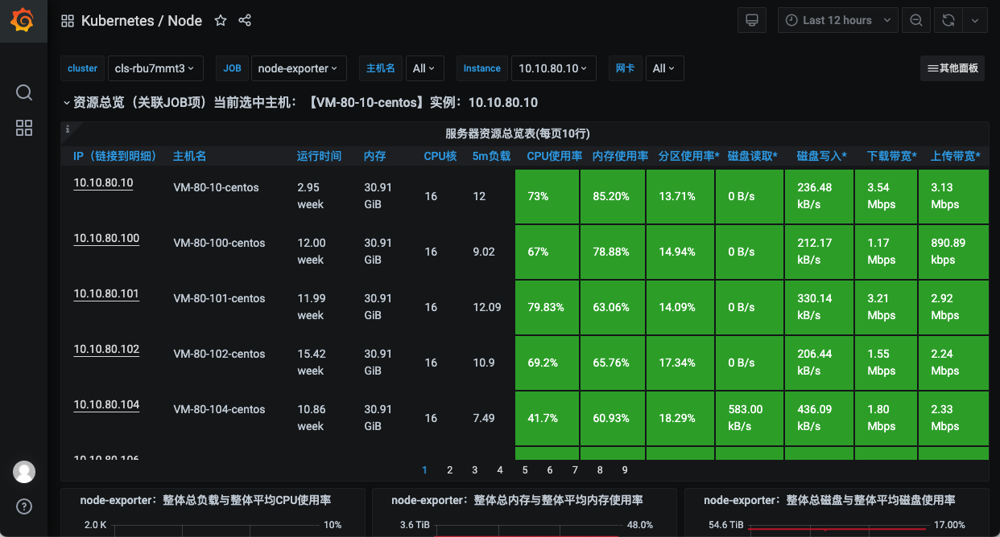 Kubernetes / Node
Last 12 hours
cluster cls-rbu7mmt3 JOB node-exporter 主机名 All Instance 10.10.80.10 网卡 All 其他面板
资源总览（关联JOB项）当前选中主机：【VM-80-10-centos】实例：10.10.80.10
i
服务器资源总览表(每页10行)
IP（链接到明细） 主机名 运行时间 内存 CPU核 5m负载 CPU使用率 内存使用率 分区使用率* 磁盘读取* 磁盘写入* 下载带宽* 上传带宽*
10.10.80.10 VM-80-10-centos 2.95 week 30.91 GiB 16 12 73% 85.20% 13.71% 0 B/s 236.48 kB/s 3.54 Mbps 3.13 Mbps
10.10.80.100 VM-80-100-centos 12.00 week 30.91 GiB 16 9.02 67% 78.88% 14.94% 0 B/s 212.17 kB/s 1.17 Mbps 890.89 kbps
10.10.80.101 VM-80-101-centos 11.99 week 30.91 GiB 16 12.09 79.83% 63.06% 14.09% 0 B/s 330.14 kB/s 3.21 Mbps 2.92 Mbps
10.10.80.102 VM-80-102-centos 15.42 week 30.91 GiB 16 10.9 69.2% 65.76% 17.34% 0 B/s 206.44 kB/s 1.55 Mbps 2.24 Mbps
10.10.80.104 VM-80-104-centos 10.86 week 30.91 GiB 16 7.49 41.7% 60.93% 18.29% 583.00 kB/s 436.09 kB/s 1.80 Mbps 2.33 Mbps
1 2 3 4 5 6 7 8 9
node-exporter：整体总负载与整体平均CPU使用率
2.0 K 10%
node-exporter：整体总内存与整体平均内存使用率
3.6 TiB 48.0%
node-exporter：整体总磁盘与整体平均磁盘使用率
54.6 TiB 17.00%